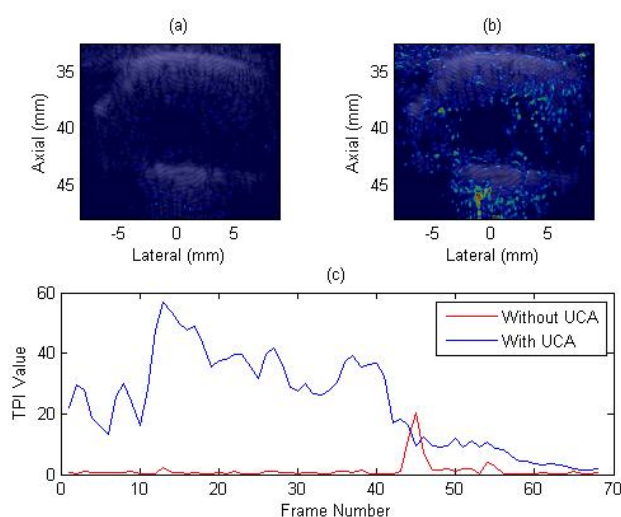 (a)
(b)
35
40
45
Axial (mm)
-5
0
5
Lateral (mm)
35
40
45
Axial (mm)
-5
0
5
Lateral (mm)
(c)
60
40
20
0
TPI Value
Without UCA
With UCA
0
10
20
30
40
50
60
70
Frame Number